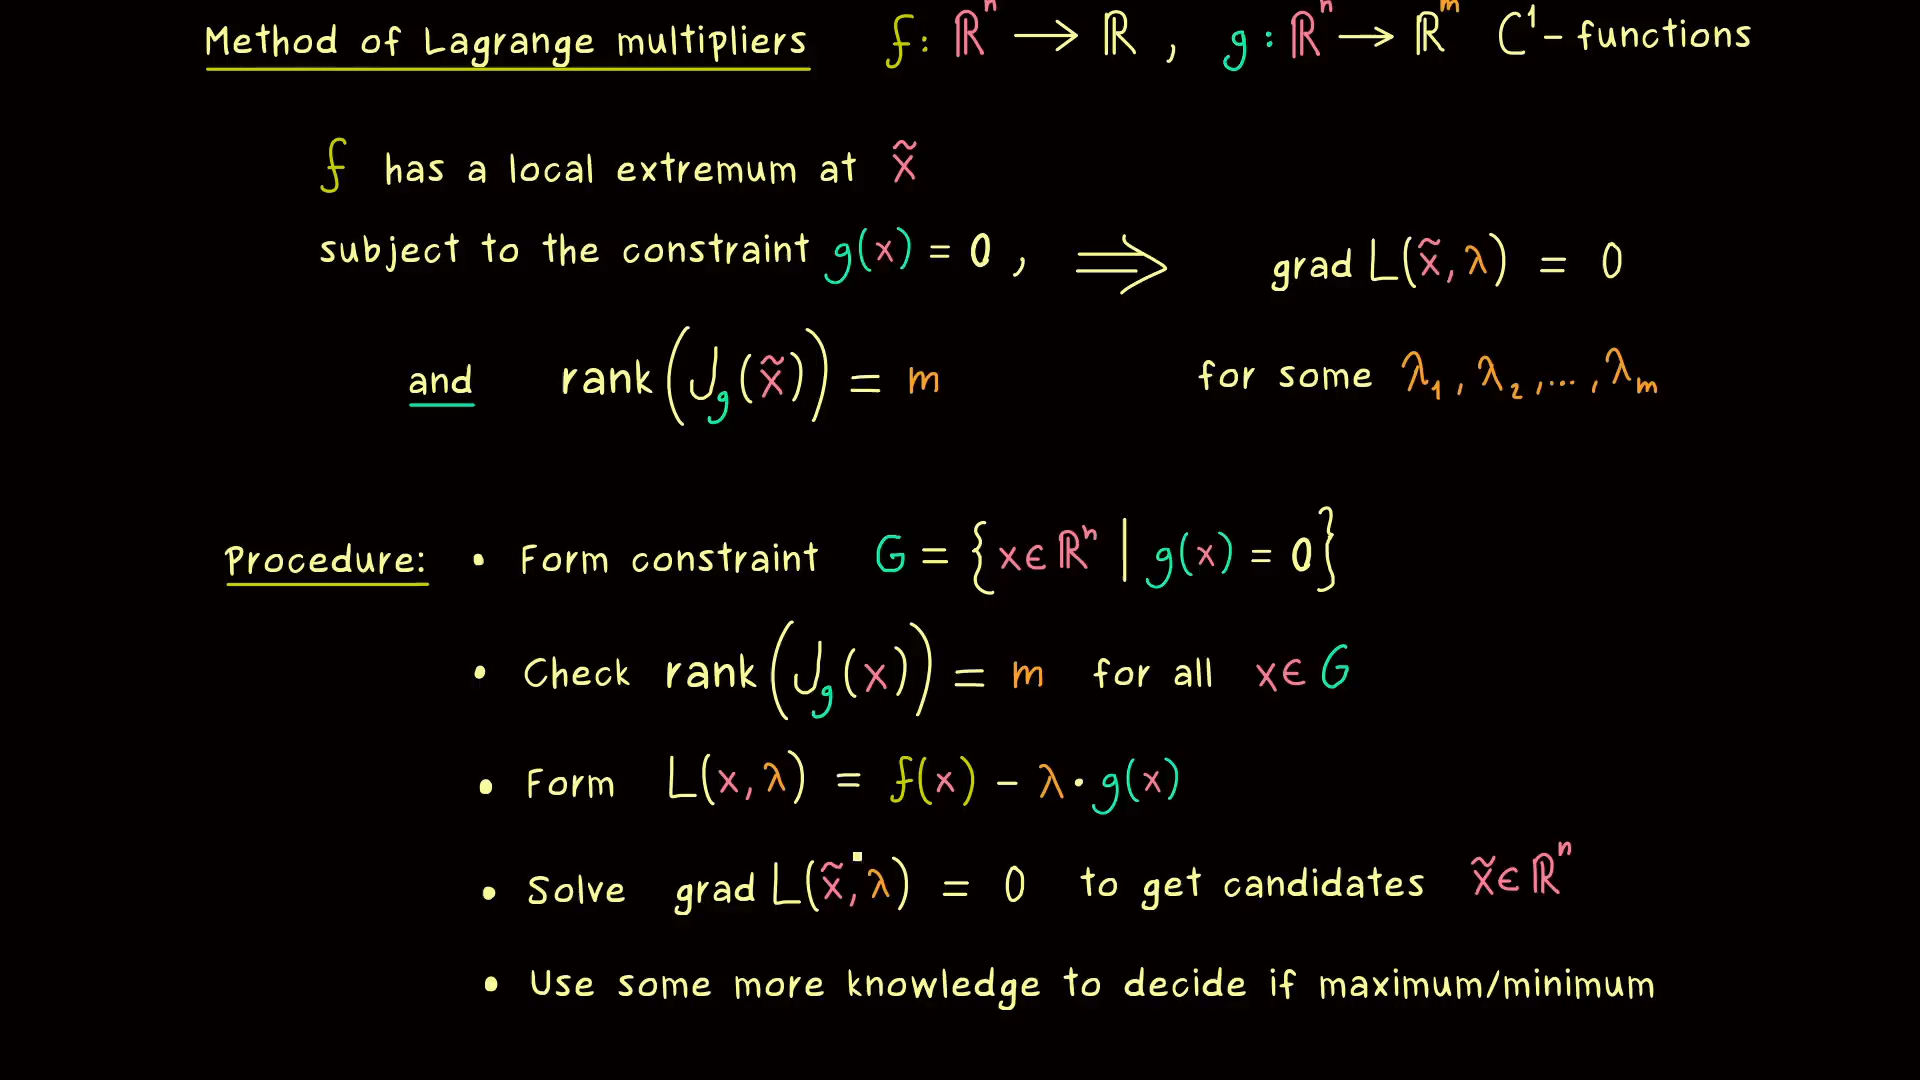 Method of Lagrange multipliers f: ℝⁿ ⟶ ℝ , g: ℝⁿ ⟶ ℝᵐ C¹-functions
f has a local extremum at x̃
subject to the constraint g(x) = 0 , ⟹ grad L(x̃, λ) = 0
and rank(J_g(x̃)) = m for some λ₁, λ₂, ..., λₘ
Procedure: • Form constraint G = {x ∈ ℝⁿ | g(x) = 0}
• Check rank(J_g(x)) = m for all x ∈ G
• Form L(x, λ) = f(x) − λ · g(x)
• Solve grad L(x̃, λ) = 0 to get candidates x̃ ∈ ℝⁿ
• Use some more knowledge to decide if maximum/minimum